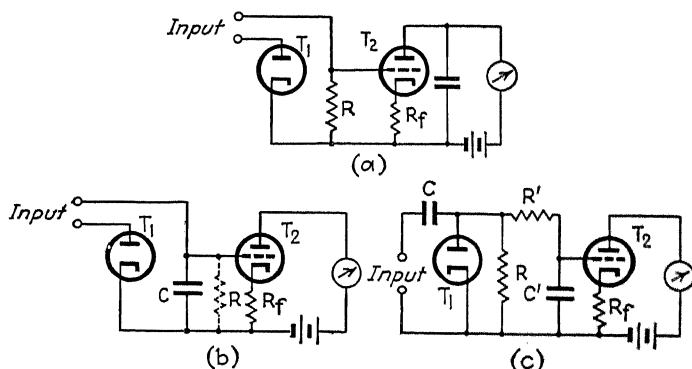 Input
T1
T2
R
Rf
(a)
Input
T1
T2
C
R
Rf
(b)
C
R'
T2
Input
T1
R
C'
Rf
(c)